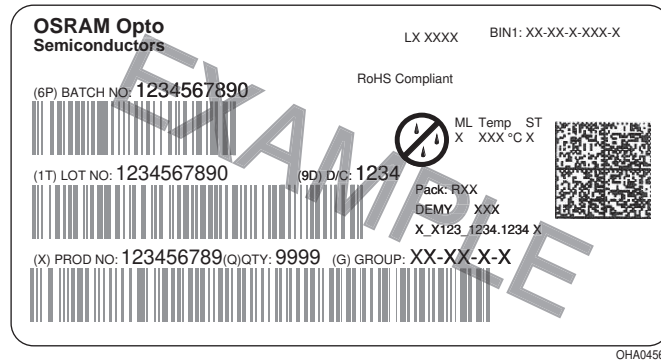 OSRAM Opto
Semiconductors
LX XXXX
BIN1: XX-XX-X-XXX-X
RoHS Compliant
(6P) BATCH NO: 1234567890
ML Temp ST
X XXX °C X
(1T) LOT NO: 1234567890 (9D) D/C: 1234
Pack: RXX
DEMY XXX
X_X123_1234.1234 X
(X) PROD NO: 123456789(Q)QTY: 9999 (G) GROUP: XX-XX-X-X
EXAMPLE
OHA0456